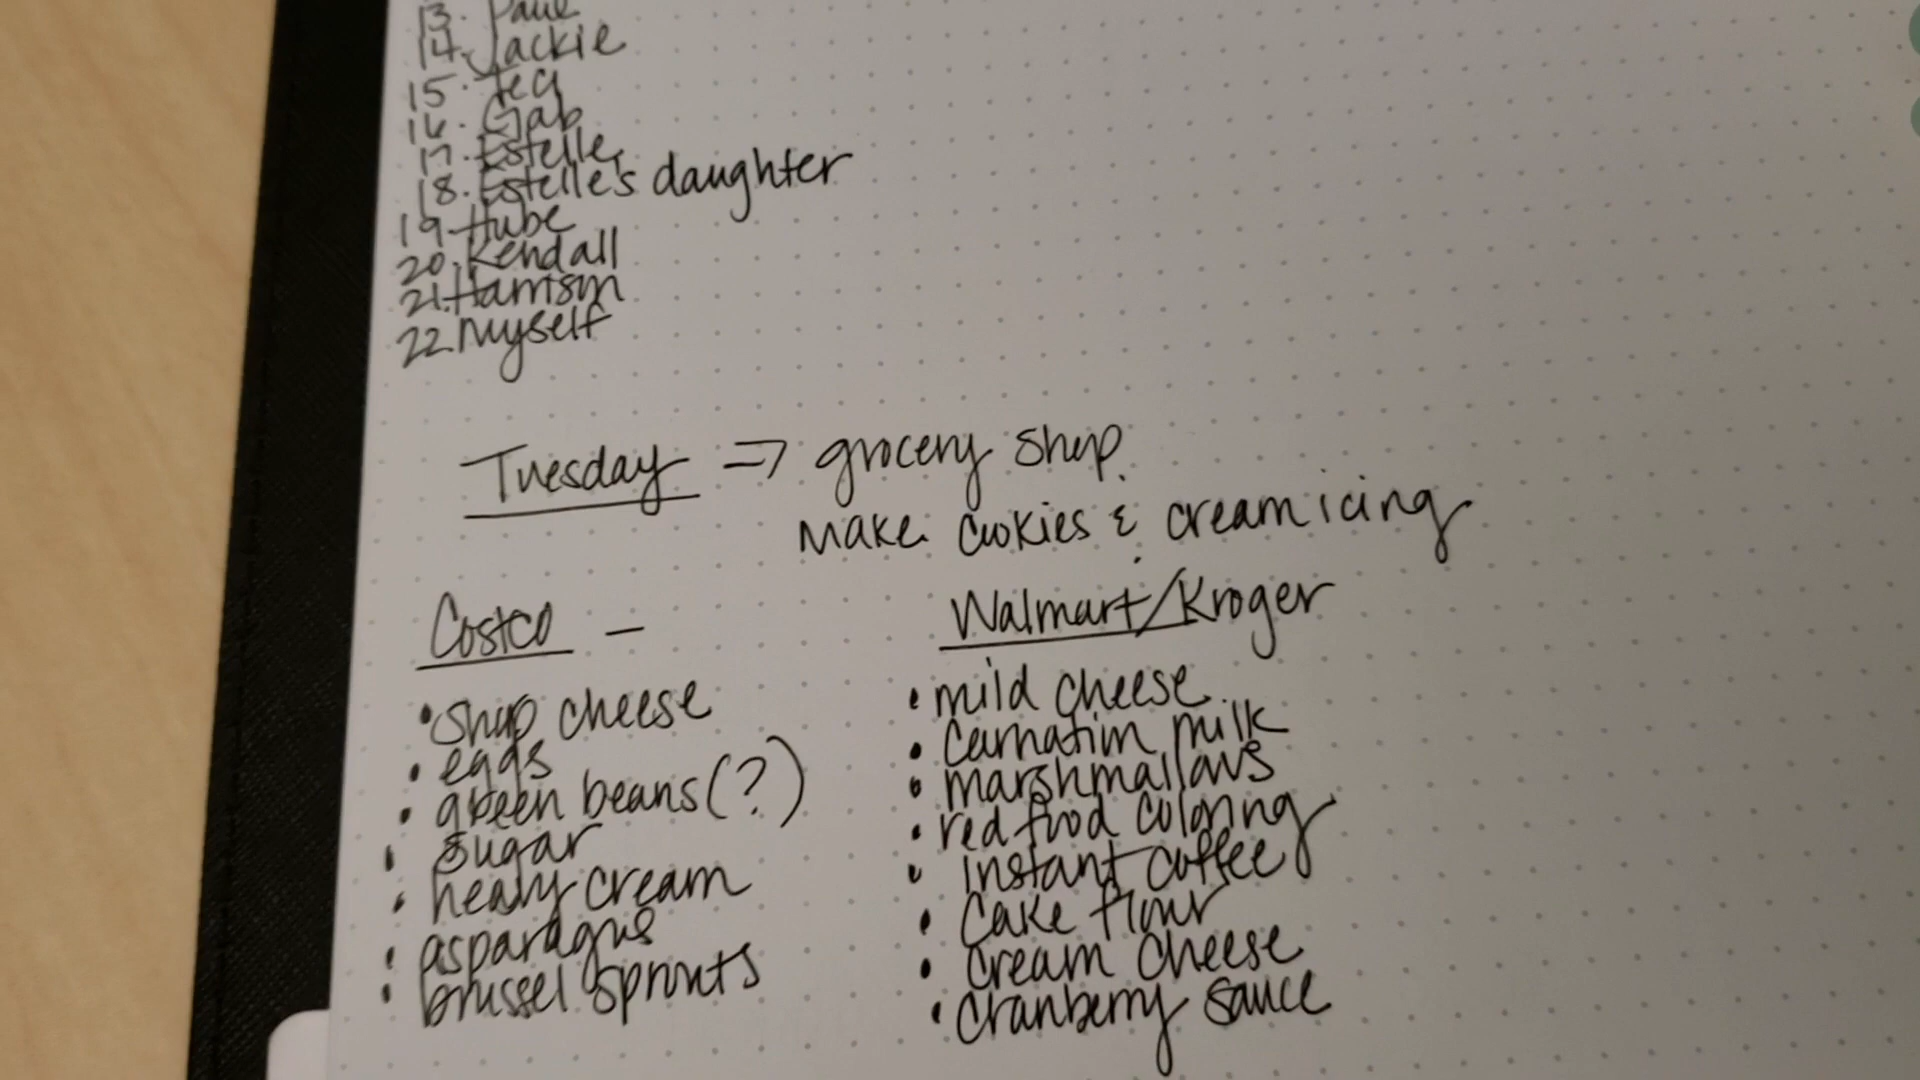 14. Jackie
15. Teg
16. Gab
17. Estelle
18. Estelle's daughter
19. Hube
20. Kendall
21. Harrison
22. Myself
Tuesday => grocery shop
Make cookies & cream icing
Costco –
• sharp cheese
• eggs
• green beans (?)
• sugar
• heavy cream
• asparagus
• brussel sprouts
Walmart/Kroger
• mild cheese
• carnation milk
• marshmallows
• red food coloring
• instant coffee
• cake flour
• cream cheese
• cranberry sauce